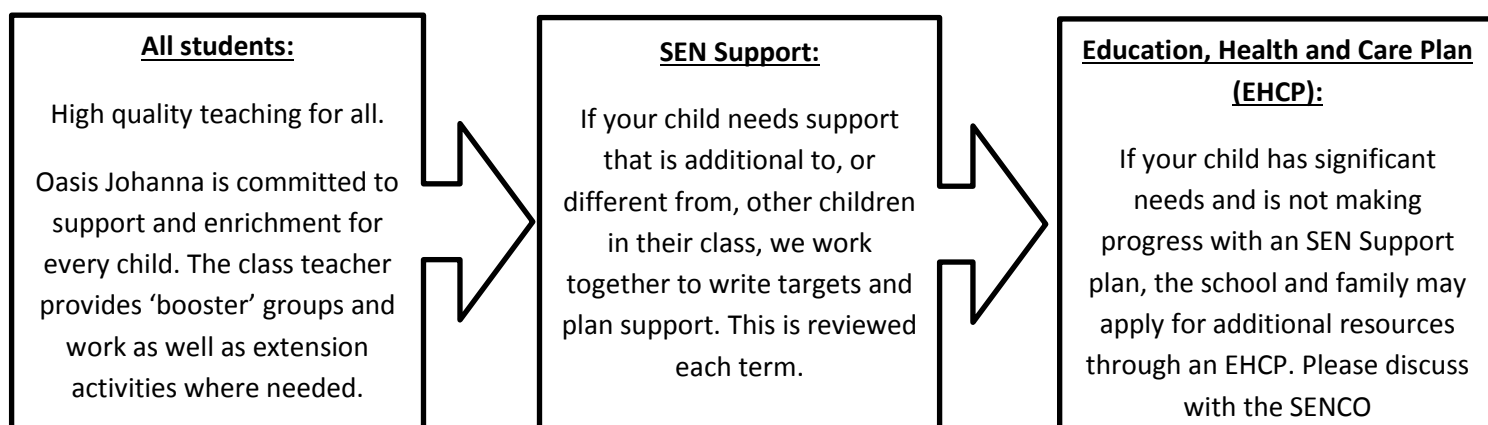 All students:
High quality teaching for all.
Oasis Johanna is committed to
support and enrichment for
every child. The class teacher
provides ‘booster’ groups and
work as well as extension
activities where needed.
SEN Support:
If your child needs support
that is additional to, or
different from, other children
in their class, we work
together to write targets and
plan support. This is reviewed
each term.
Education, Health and Care Plan
(EHCP):
If your child has significant
needs and is not making
progress with an SEN Support
plan, the school and family may
apply for additional resources
through an EHCP. Please discuss
with the SENCO